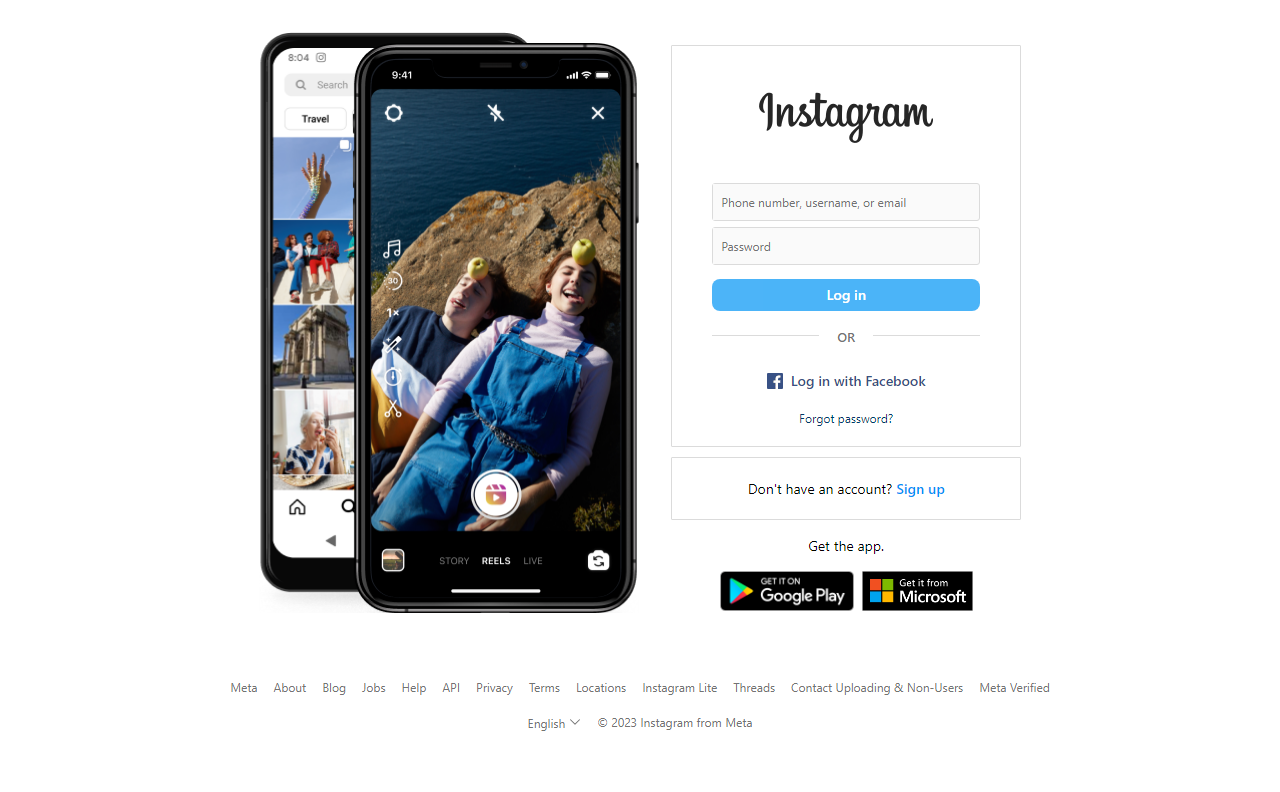 8:04
Search
Travel
9:41
30
1×
STORY REELS LIVE
Instagram
Phone number, username, or email
Password
Log in
OR
Log in with Facebook
Forgot password?
Don't have an account? Sign up
Get the app.
GET IT ON
Google Play
Get it from
Microsoft
Meta About Blog Jobs Help API Privacy Terms Locations Instagram Lite Threads Contact Uploading & Non-Users Meta Verified
English © 2023 Instagram from Meta